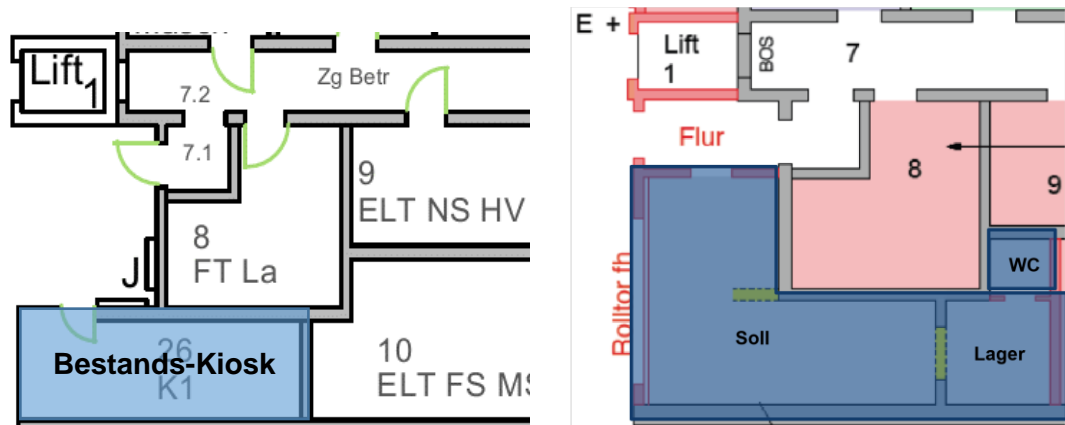 Lift
1
7.2
Zg Betr
7.1
9
ELT NS HV
8
FT La
J
26
Bestands-Kiosk
K1
10
ELT FS MS
E +
Lift
1
BOS
7
Flur
8
9
WC
Rolltor fh
Soll
Lager